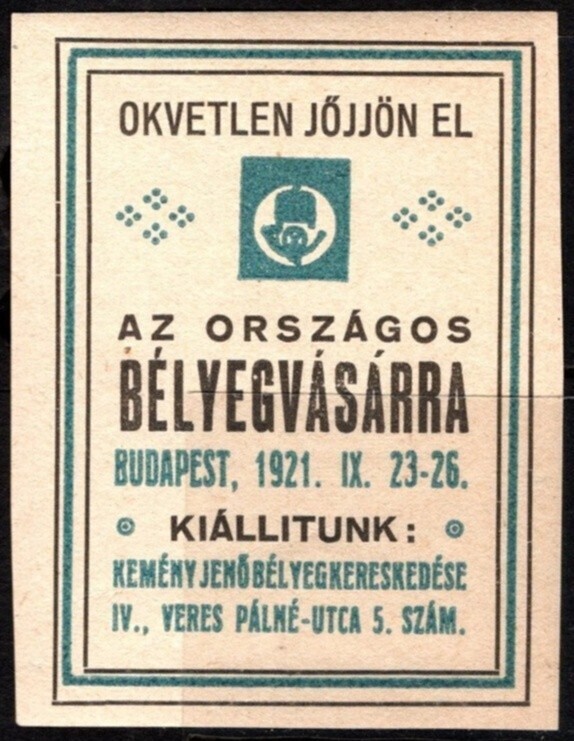 OKVETLEN JŐJJÖN EL
AZ ORSZÁGOS
BÉLYEGVÁSÁRRA
BUDAPEST, 1921. IX. 23-26.
KIÁLLITUNK:
KEMÉNY JENŐ BÉLYEGKERESKEDÉSE
IV., VERES PÁLNÉ-UTCA 5. SZÁM.